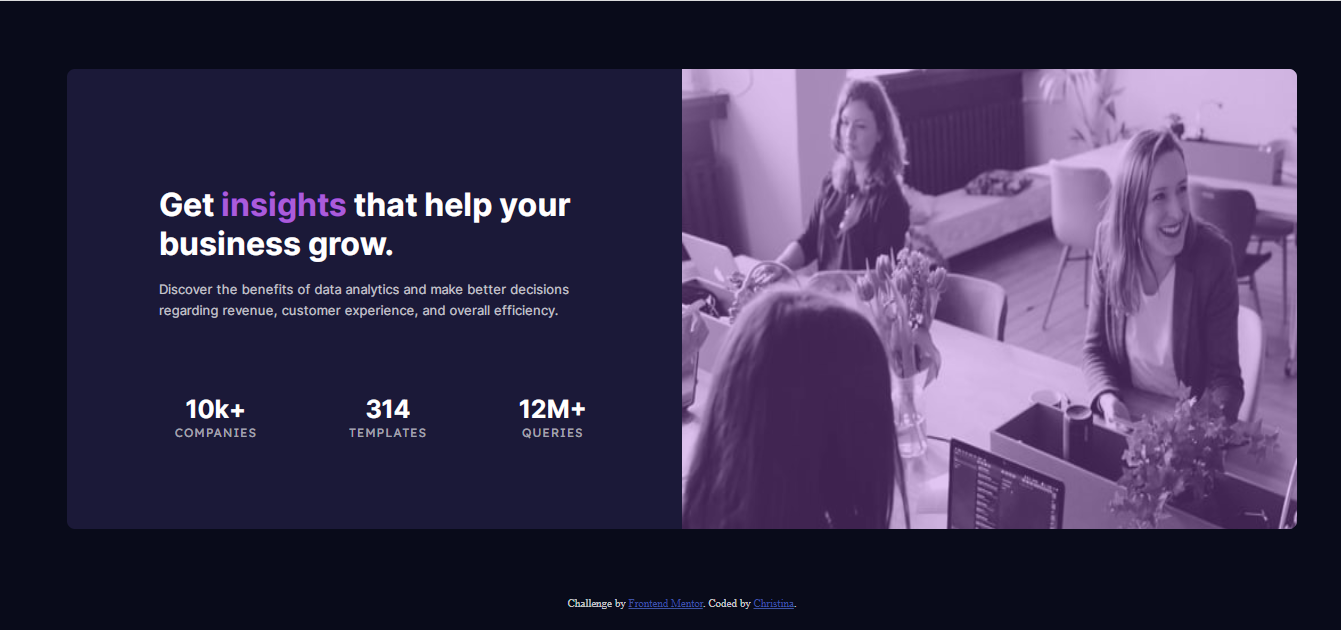 Get insights that help your
business grow.
Discover the benefits of data analytics and make better decisions
regarding revenue, customer experience, and overall efficiency.
10k+ 314 12M+
COMPANIES TEMPLATES QUERIES
Challenge by Frontend Mentor. Coded by Christina.